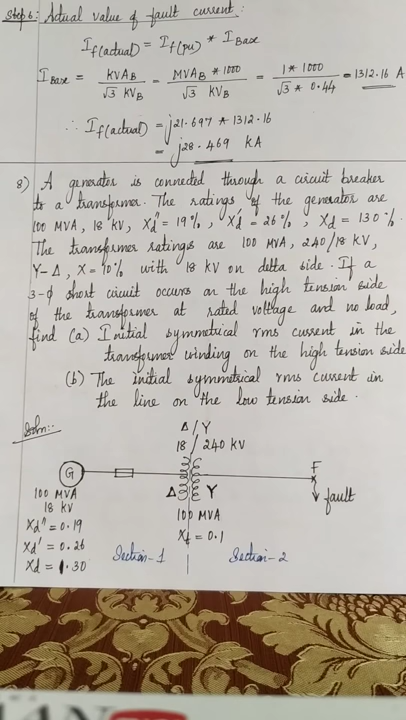 Step 6: Actual value of fault current:
If(actual) = If(pu) * IBase
IBase = KVAB / √3 KVB = MVAB * 1000 / √3 KVB = 1 * 1000 / √3 * 0.44 = 1312.16 A
∴ If(actual) = j21.697 * 1312.16
= j28.469 KA
8) A generator is connected through a circuit breaker
to a transformer. The ratings of the generator are
100 MVA, 18 KV, Xd" = 19%, Xd' = 26%, Xd = 130%.
The transformer ratings are 100 MVA, 240/18 KV,
Y-Δ, X = 10% with 18 KV on delta side. If a
3-φ short circuit occurs on the high tension side
of the transformer at rated voltage and no load,
find (a) Initial symmetrical rms current in the
transformer winding on the high tension side
(b) The initial symmetrical rms current in
the line on the low tension side.
Soln:-
Δ/Y
18/240 KV
G
F
fault
Δ Y
100 MVA
18 KV
Xd" = 0.19
Xd' = 0.26
Xd = 1.30
100 MVA
Xt = 0.1
Section-1
Section-2